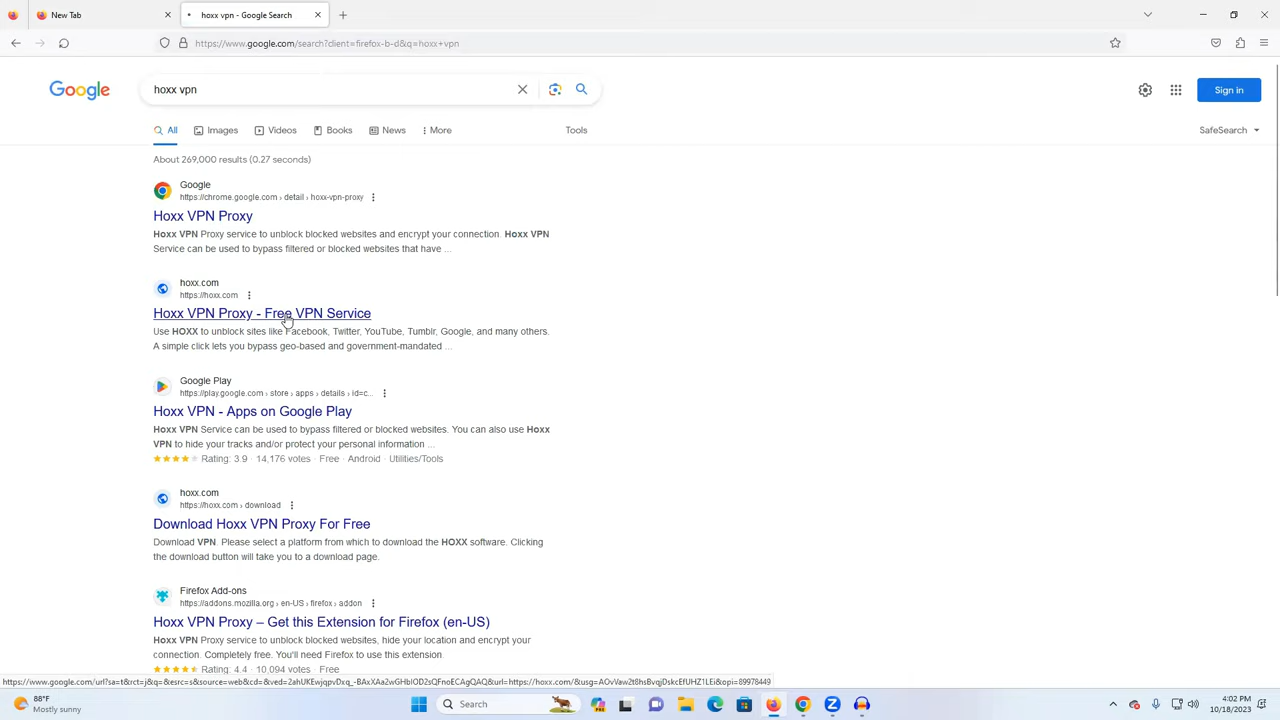 New Tab
hoxx vpn - Google Search
https://www.google.com/search?client=firefox-b-d&q=hoxx+vpn
Google
hoxx vpn
Sign in
All
Images
Videos
Books
News
More
Tools
SafeSearch
About 269,000 results (0.27 seconds)
Google
https://chrome.google.com › detail › hoxx-vpn-proxy
Hoxx VPN Proxy
Hoxx VPN Proxy service to unblock blocked websites and encrypt your connection. Hoxx VPN
Service can be used to bypass filtered or blocked websites that have ...
hoxx.com
https://hoxx.com
Hoxx VPN Proxy - Free VPN Service
Use HOXX to unblock sites like Facebook, Twitter, YouTube, Tumblr, Google, and many others.
A simple click lets you bypass geo-based and government-mandated ...
Google Play
https://play.google.com › store › apps › details › id=c...
Hoxx VPN - Apps on Google Play
Hoxx VPN Service can be used to bypass filtered or blocked websites. You can also use Hoxx
VPN to hide your tracks and/or protect your personal information ...
Rating: 3.9 · 14,176 votes · Free · Android · Utilities/Tools
hoxx.com
https://hoxx.com › download
Download Hoxx VPN Proxy For Free
Download VPN. Please select a platform from which to download the HOXX software. Clicking
the download button will take you to a download page.
Firefox Add-ons
https://addons.mozilla.org › en-US › firefox › addon
Hoxx VPN Proxy – Get this Extension for Firefox (en-US)
Hoxx VPN Proxy service to unblock blocked websites, hide your location and encrypt your
connection. Completely free. You'll need Firefox to use this extension.
Rating: 4.4 · 10,094 votes · Free
88°F
Mostly sunny
Search
4:02 PM
10/18/2023